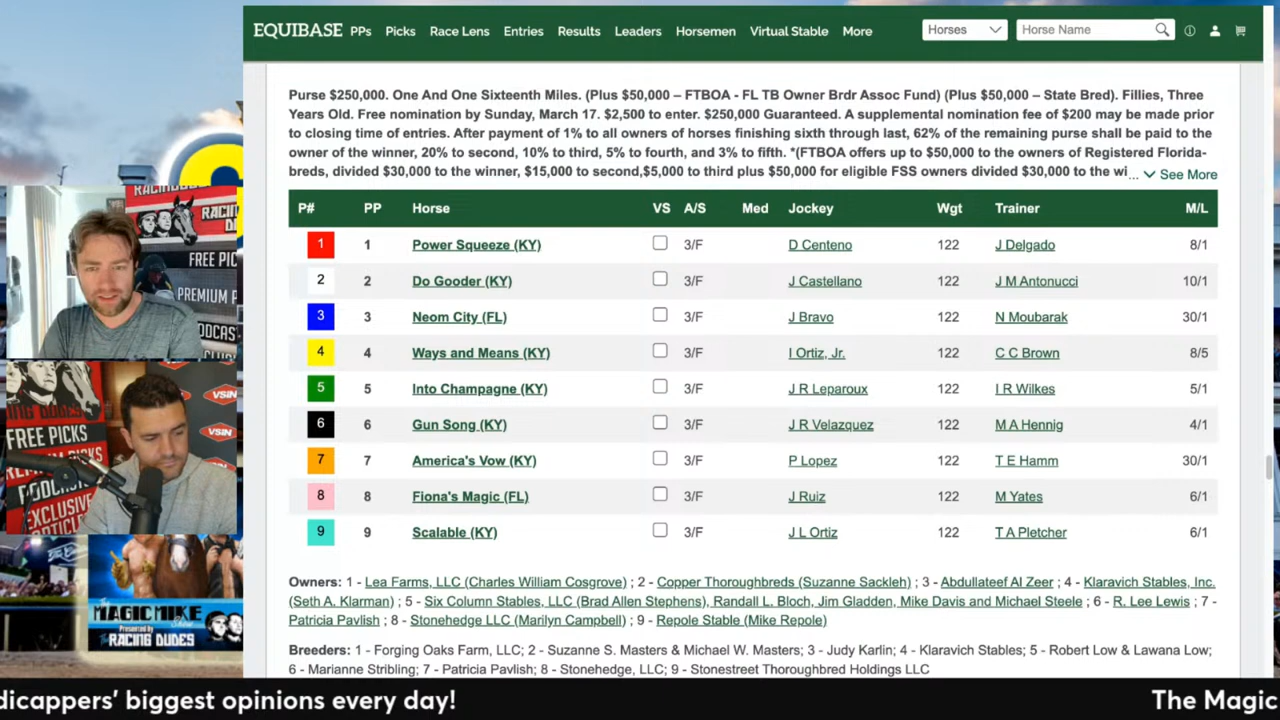 EQUIBASE PPs Picks Race Lens Entries Results Leaders Horsemen Virtual Stable More Horses Horse Name
Purse $250,000. One And One Sixteenth Miles. (Plus $50,000 – FTBOA - FL TB Owner Brdr Assoc Fund) (Plus $50,000 – State Bred). Fillies, Three
Years Old. Free nomination by Sunday, March 17. $2,500 to enter. $250,000 Guaranteed. A supplemental nomination fee of $200 may be made prior
to closing time of entries. After payment of 1% to all owners of horses finishing sixth through last, 62% of the remaining purse shall be paid to the
owner of the winner, 20% to second, 10% to third, 5% to fourth, and 3% to fifth. *(FTBOA offers up to $50,000 to the owners of Registered Florida-
breds, divided $30,000 to the winner, $15,000 to second,$5,000 to third plus $50,000 for eligible FSS owners divided $30,000 to the wi ... See More
P# PP Horse VS A/S Med Jockey Wgt Trainer M/L
1 1 Power Squeeze (KY) 3/F D Centeno 122 J Delgado 8/1
2 2 Do Gooder (KY) 3/F J Castellano 122 J M Antonucci 10/1
3 3 Neom City (FL) 3/F J Bravo 122 N Moubarak 30/1
4 4 Ways and Means (KY) 3/F I Ortiz, Jr. 122 C C Brown 8/5
5 5 Into Champagne (KY) 3/F J R Leparoux 122 I R Wilkes 5/1
6 6 Gun Song (KY) 3/F J R Velazquez 122 M A Hennig 4/1
7 7 America's Vow (KY) 3/F P Lopez 122 T E Hamm 30/1
8 8 Fiona's Magic (FL) 3/F J Ruiz 122 M Yates 6/1
9 9 Scalable (KY) 3/F J L Ortiz 122 T A Pletcher 6/1
Owners: 1 - Lea Farms, LLC (Charles William Cosgrove) ; 2 - Copper Thoroughbreds (Suzanne Sackleh) ; 3 - Abdullateef Al Zeer ; 4 - Klaravich Stables, Inc.
(Seth A. Klarman) ; 5 - Six Column Stables, LLC (Brad Allen Stephens), Randall L. Bloch, Jim Gladden, Mike Davis and Michael Steele ; 6 - R. Lee Lewis ; 7 -
Patricia Pavlish ; 8 - Stonehedge LLC (Marilyn Campbell) ; 9 - Repole Stable (Mike Repole)
Breeders: 1 - Forging Oaks Farm, LLC; 2 - Suzanne S. Masters & Michael W. Masters; 3 - Judy Karlin; 4 - Klaravich Stables; 5 - Robert Low & Lawana Low;
6 - Marianne Stribling; 7 - Patricia Pavlish; 8 - Stonehedge, LLC; 9 - Stonestreet Thoroughbred Holdings LLC
FREE PIC
PREMIUM P
PODCAS
VSiN
FREE PICKS
VSiN
EXCLUSIVE
THE
MAGIC MIKE
SHOW
Presented By
THE RACING DUDES
dicappers' biggest opinions every day! The Magic